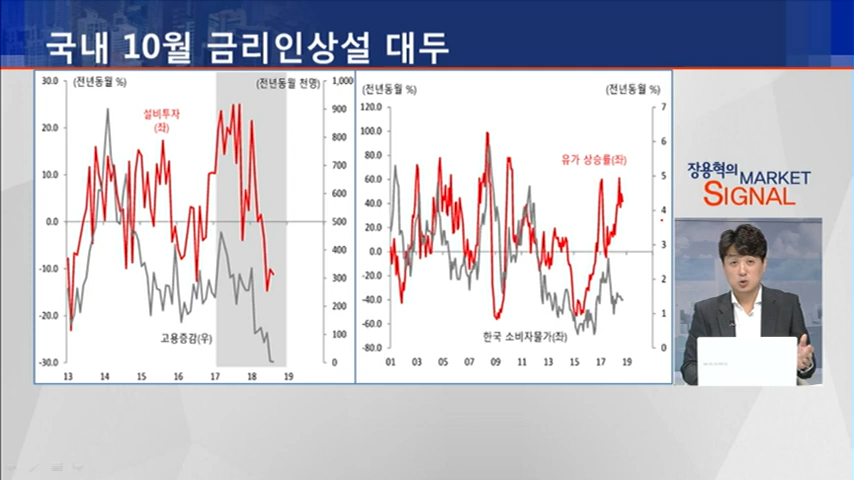 국내 10월 금리인상설 대두
(전년동월 %)
(전년동월 천명)
30.0
20.0
10.0
0.0
-10.0
-20.0
-30.0
설비투자
(좌)
고용증감(우)
1,000
900
800
700
600
500
400
300
200
100
0
13 14 15 16 17 18 19
(전년동월 %)
(전년동월 %)
120.0
100.0
80.0
60.0
40.0
20.0
0.0
-20.0
-40.0
-60.0
-80.0
유가 상승률(좌)
한국 소비자물가(좌)
7
6
5
4
3
2
1
0
01 03 05 07 09 11 13 15 17 19
장용혁의
MARKET
SIGNAL